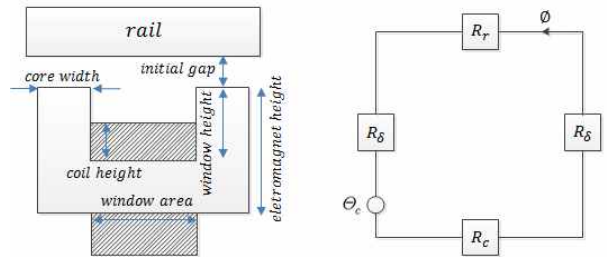 rail
initial gap
core width
coil height
window height
eletromagnet height
window area
R_r
Ø
R_δ
R_δ
Θ_c
R_c